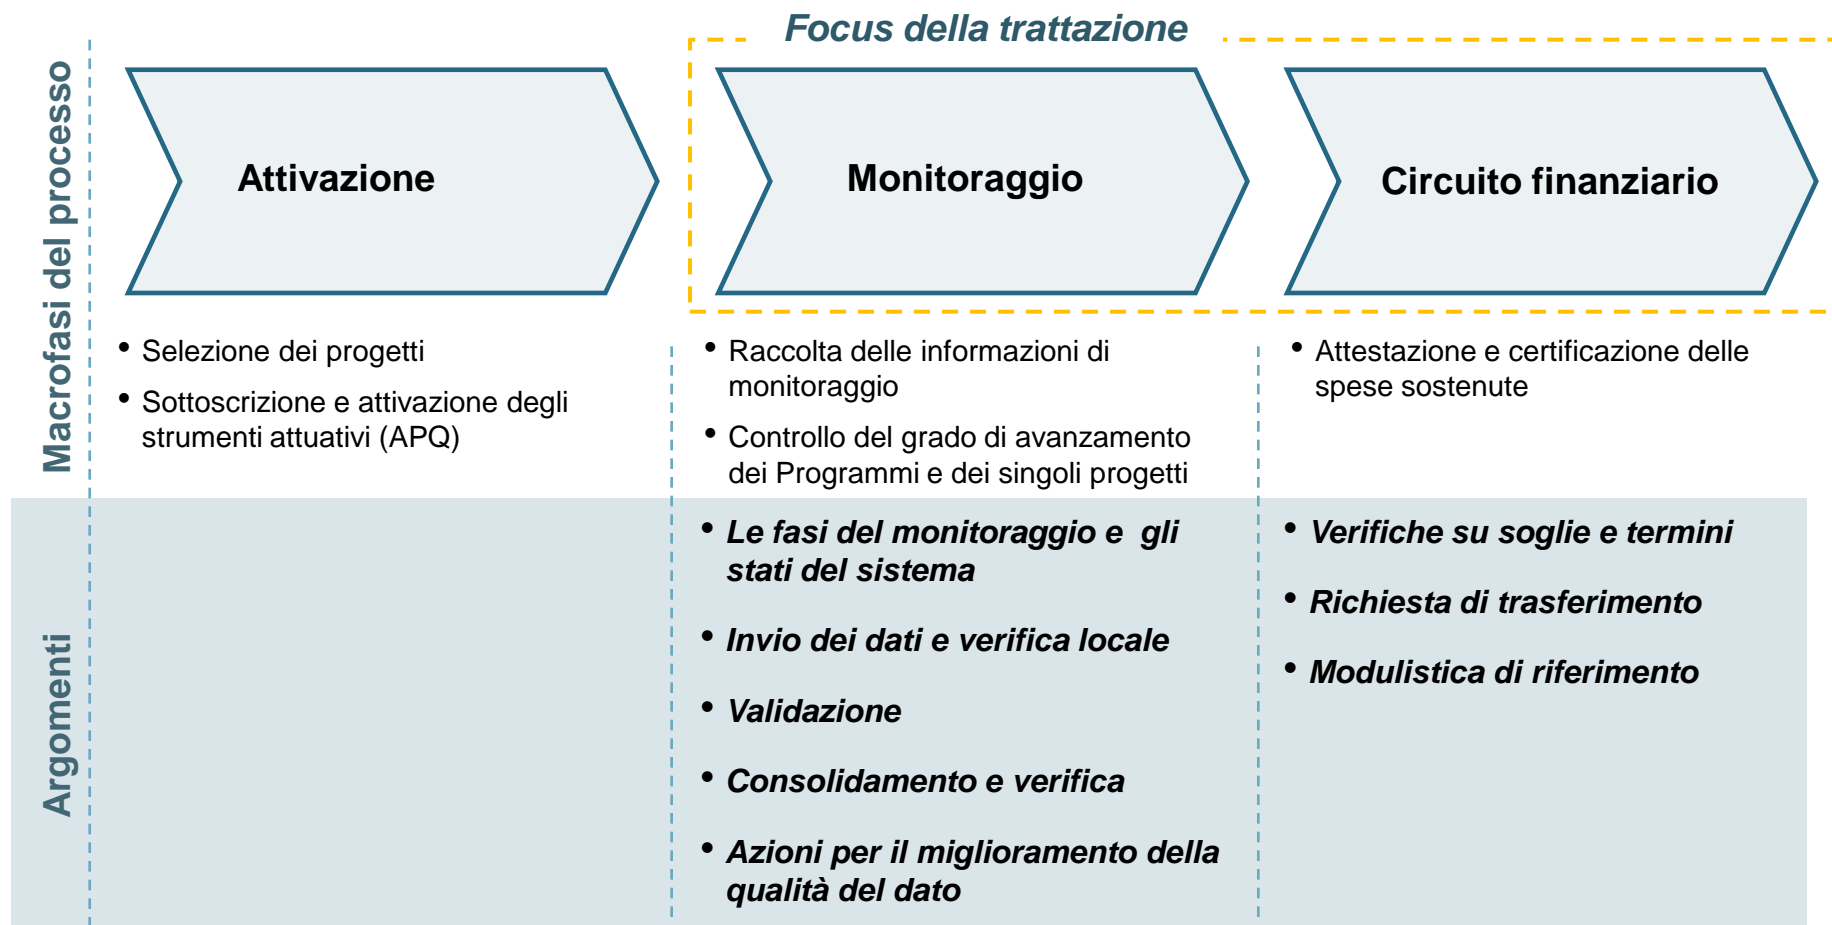 Focus della trattazione
Macrofasi del processo
Attivazione
Monitoraggio
Circuito finanziario
• Selezione dei progetti
• Sottoscrizione e attivazione degli
strumenti attuativi (APQ)
• Raccolta delle informazioni di
monitoraggio
• Controllo del grado di avanzamento
dei Programmi e dei singoli progetti
• Attestazione e certificazione delle
spese sostenute
Argomenti
• Le fasi del monitoraggio e  gli
stati del sistema
• Invio dei dati e verifica locale
• Validazione
• Consolidamento e verifica
• Azioni per il miglioramento della
qualità del dato
• Verifiche su soglie e termini
• Richiesta di trasferimento
• Modulistica di riferimento